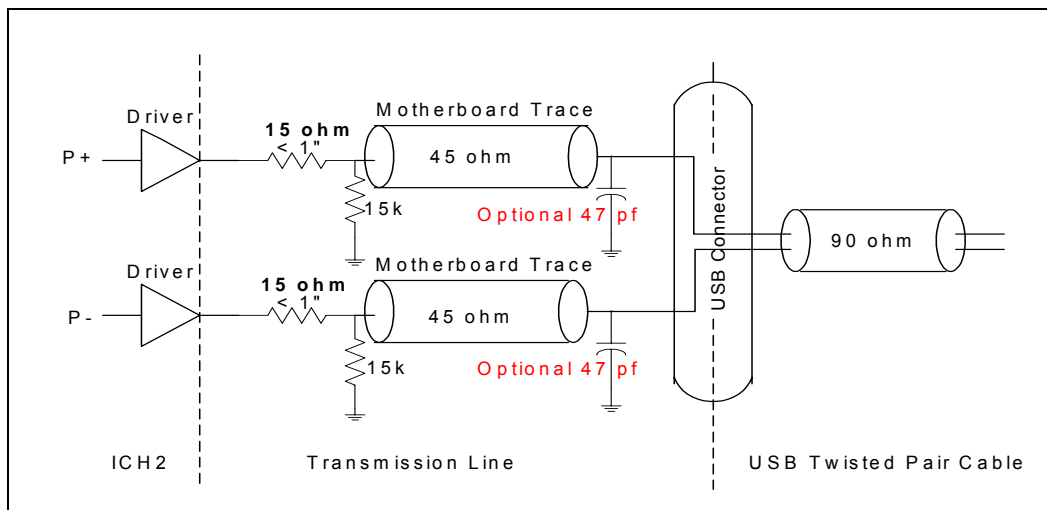 Driver
P+
15 ohm
< 1"
15k
Motherboard Trace
45 ohm
Optional 47 pf
Driver
P-
15 ohm
< 1"
15k
Motherboard Trace
45 ohm
Optional 47 pf
USB Connector
90 ohm
ICH2
Transmission Line
USB Twisted Pair Cable